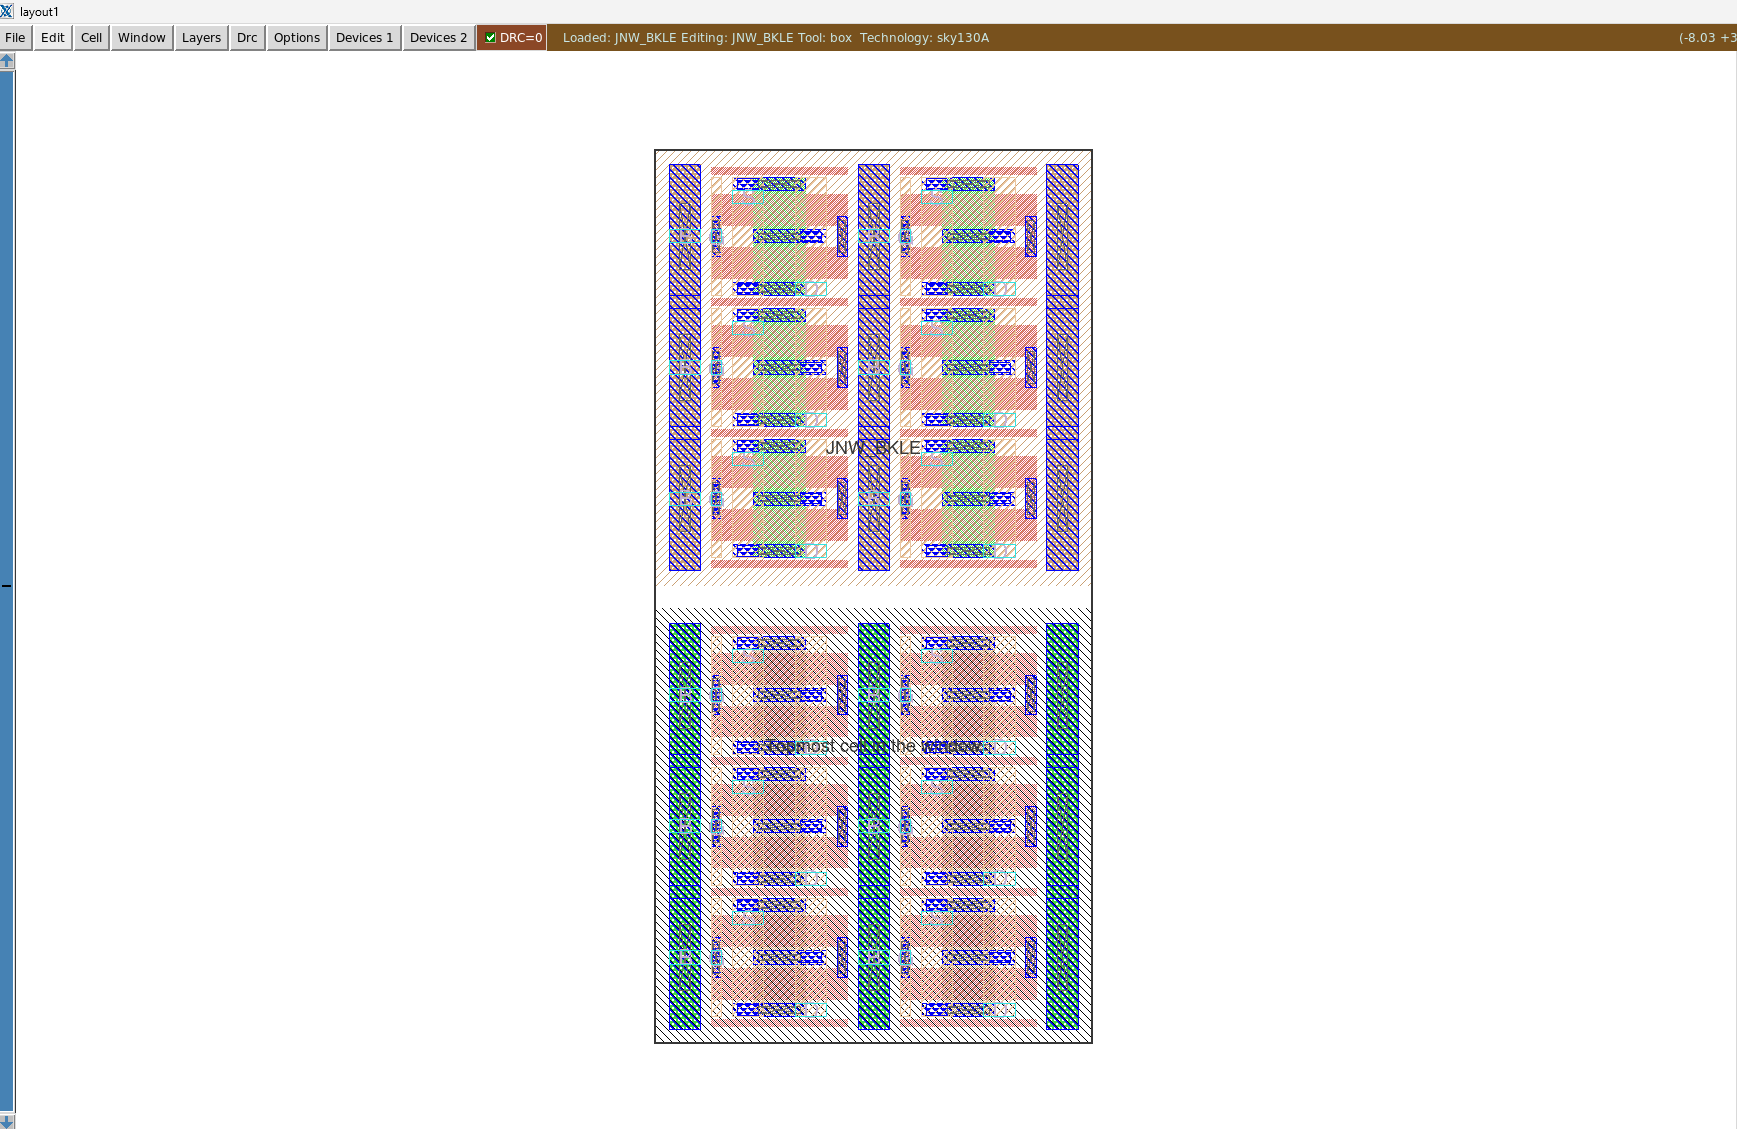 layout1
File Edit Cell Window Layers Drc Options Devices 1 Devices 2 DRC=0 Loaded: JNW_BKLE Editing: JNW_BKLE Tool: box Technology: sky130A (-8.03 +3
JNW_BKLE
Topmost cell in the window